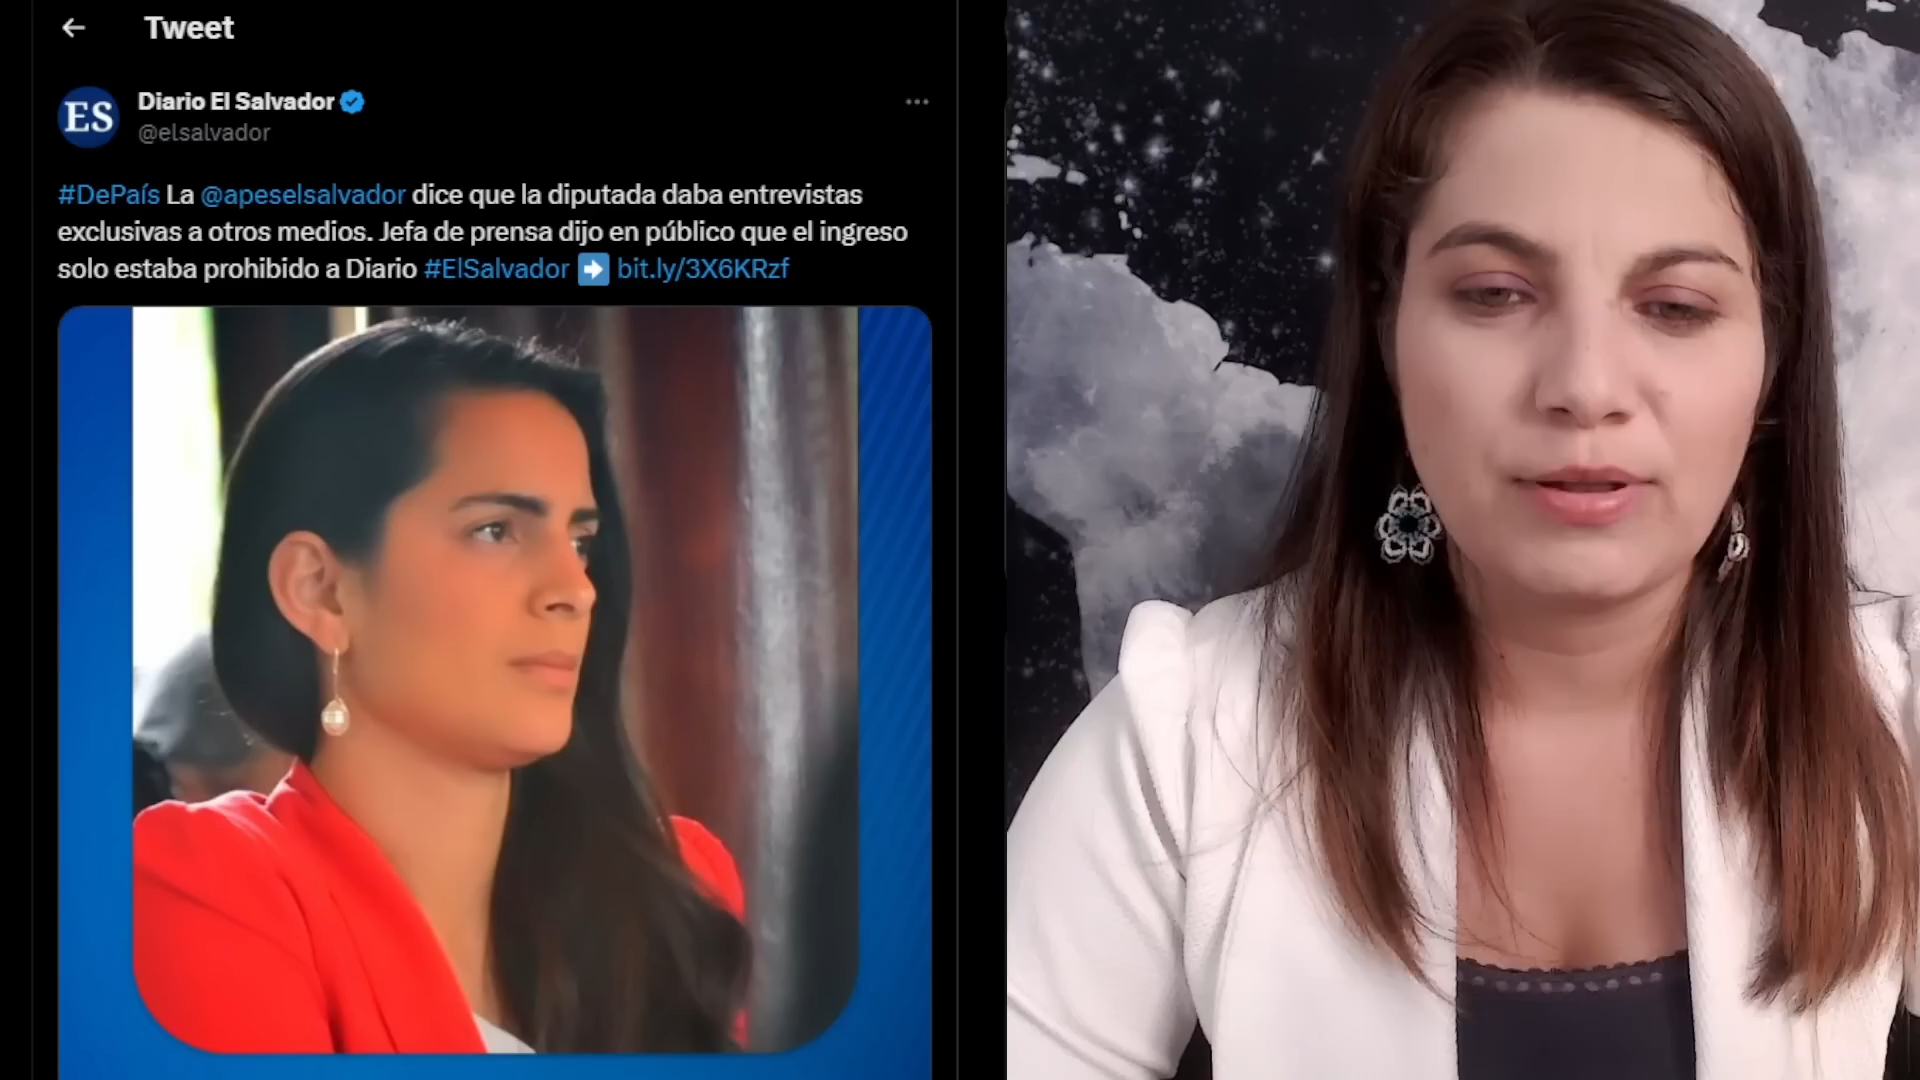 Tweet
ES
Diario El Salvador
@elsalvador
#DePaís La @apeselsalvador dice que la diputada daba entrevistas
exclusivas a otros medios. Jefa de prensa dijo en público que el ingreso
solo estaba prohibido a Diario #ElSalvador ➡ bit.ly/3X6KRzf